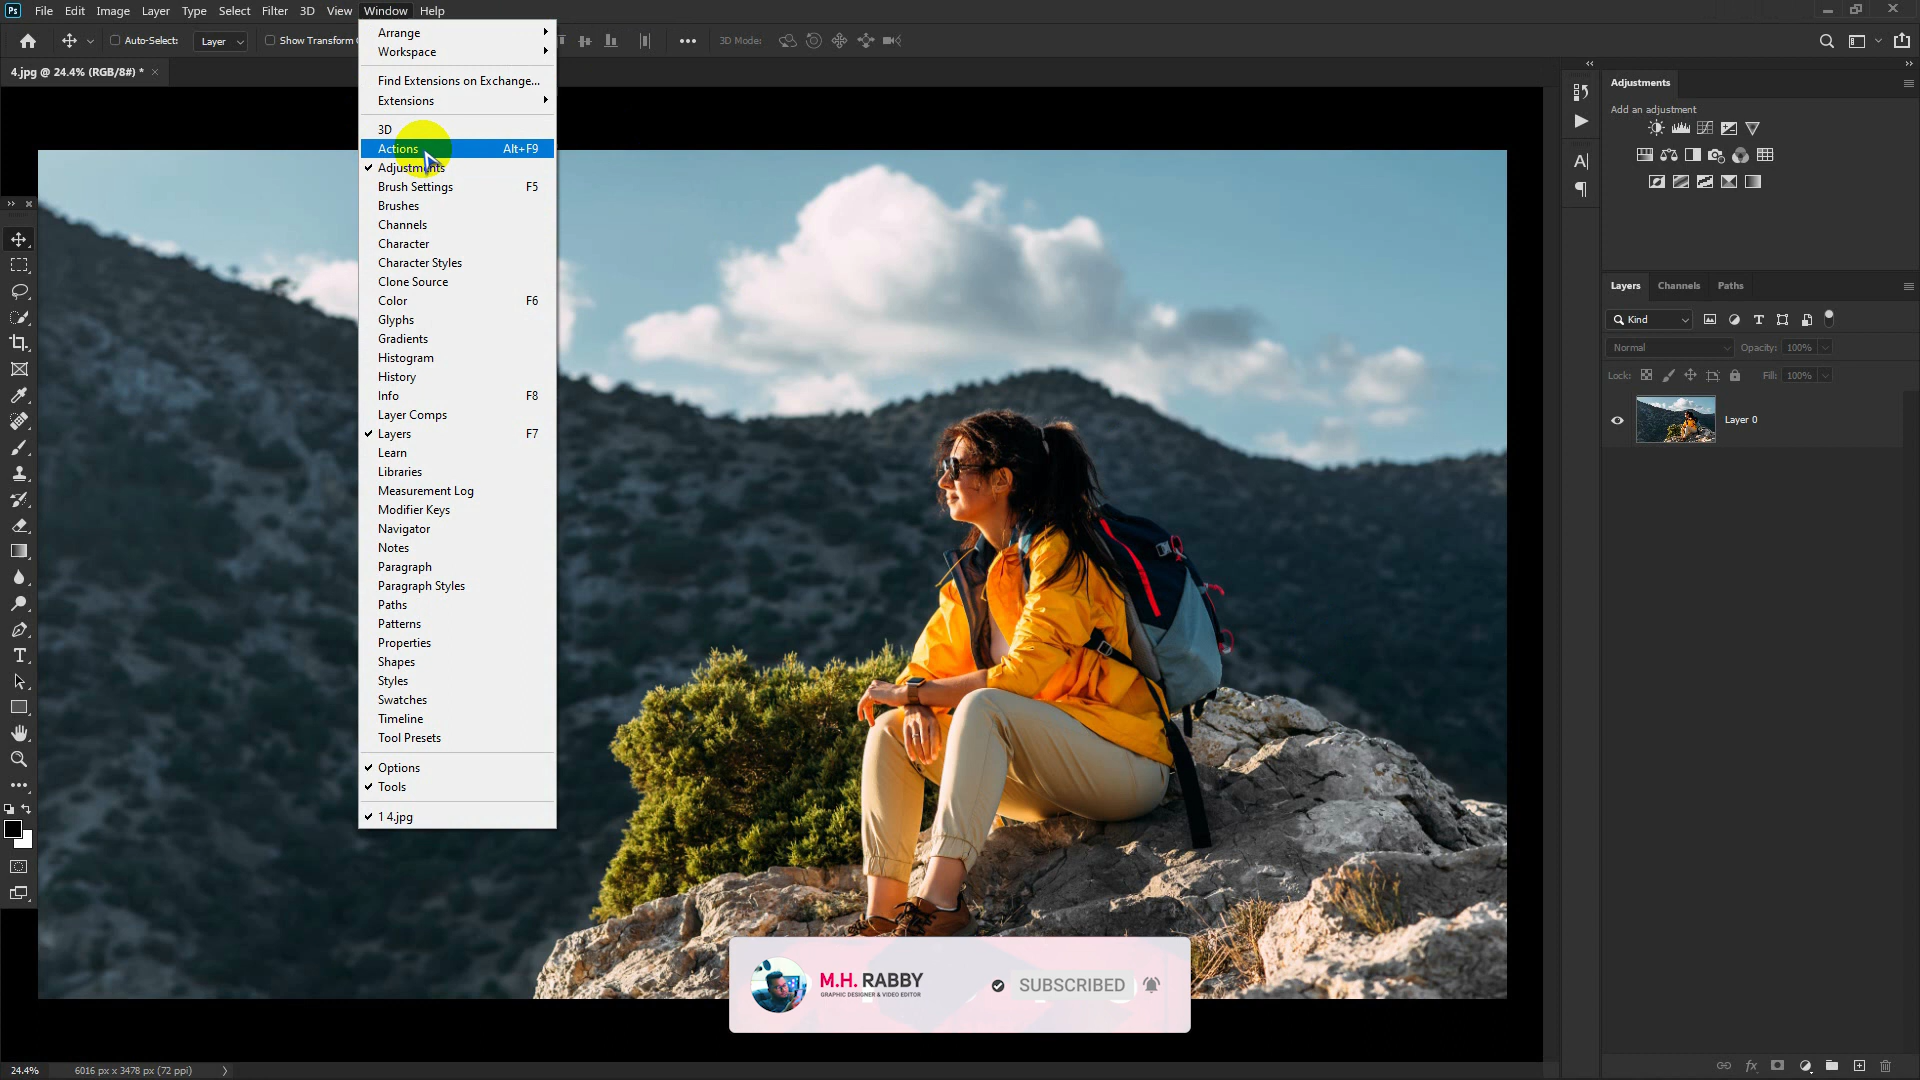 Ps File Edit Image Layer Type Select Filter 3D View Window Help
Auto-Select: Layer Show Transform 3D Mode:
4.jpg @ 24.4% (RGB/8#) *
Arrange
Workspace
Find Extensions on Exchange...
Extensions
3D
Actions Alt+F9
Adjustments
Brush Settings F5
Brushes
Channels
Character
Character Styles
Clone Source
Color F6
Glyphs
Gradients
Histogram
History
Info F8
Layer Comps
Layers F7
Learn
Libraries
Measurement Log
Modifier Keys
Navigator
Notes
Paragraph
Paragraph Styles
Paths
Patterns
Properties
Shapes
Styles
Swatches
Timeline
Tool Presets
Options
Tools
1 4.jpg
Adjustments
Add an adjustment
Layers Channels Paths
Kind
Normal Opacity: 100%
Lock: Fill: 100%
Layer 0
M.H. RABBY
GRAPHIC DESIGNER & VIDEO EDITOR
SUBSCRIBED
24.4% 6016 px x 3478 px (72 ppi)